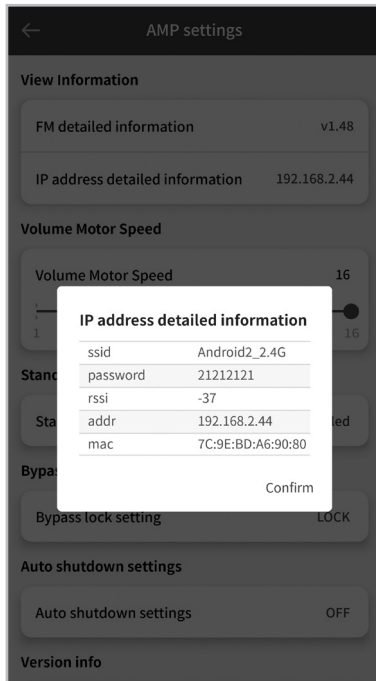 AMP settings
View Information
FM detailed information v1.48
IP address detailed information 192.168.2.44
Volume Motor Speed
Volume Motor Speed 16
1 16
IP address detailed information
ssid Android2_2.4G
password 21212121
rssi -37
addr 192.168.2.44
mac 7C:9E:BD:A6:90:80
Confirm
Bypass lock setting LOCK
Auto shutdown settings
Auto shutdown settings OFF
Version info